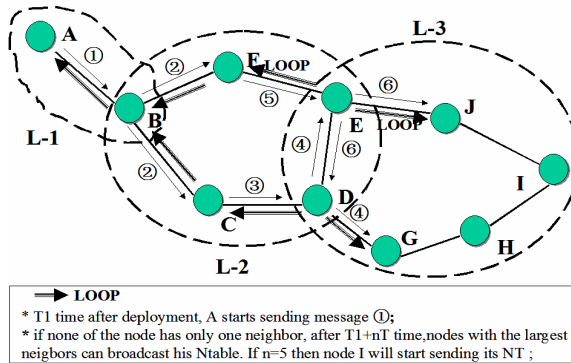 A
①
②
F
LOOP
L-3
⑤
⑥
J
B
E
LOOP
L-1
④
⑥
②
I
③
D
④
C
G
H
L-2
LOOP
* T1 time after deployment, A starts sending message ①;
* if none of the node has only one neighbor, after T1+nT time,nodes with the largest
neigbors can broadcast his Ntable. If n=5 then node I will start sending its NT ;